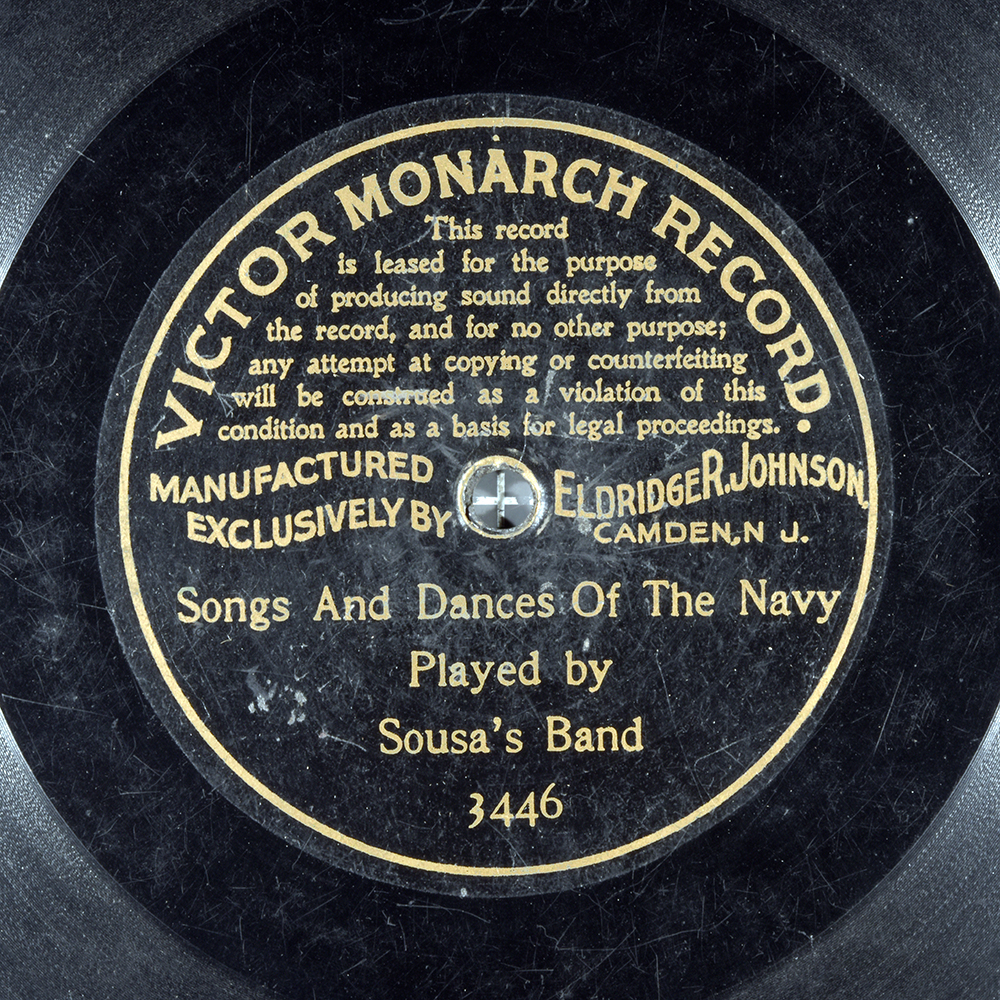 3446
VICTOR MONARCH RECORD.
This record
is leased for the purpose
of producing sound directly from
the record, and for no other purpose;
any attempt at copying or counterfeiting
will be construed as a violation of this
condition and as a basis for legal proceedings.
MANUFACTURED
EXCLUSIVELY BY
ELDRIDGE R. JOHNSON,
CAMDEN, N J.
Songs And Dances Of The Navy
Played by
Sousa's Band
3446